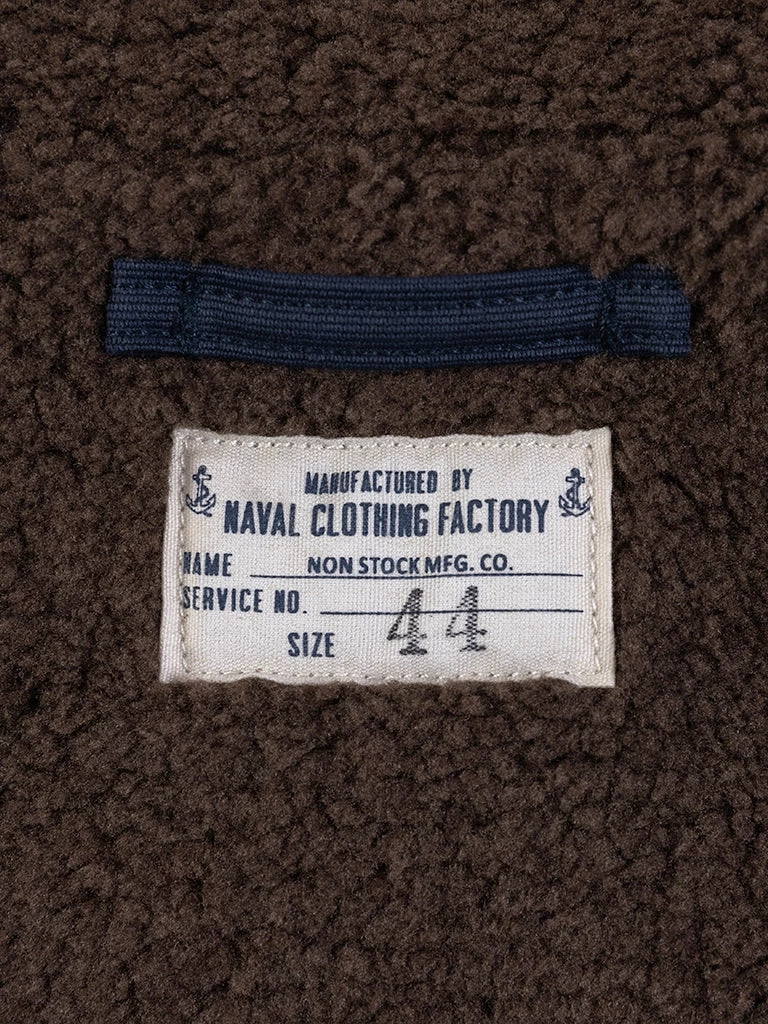 MANUFACTURED BY
NAVAL CLOTHING FACTORY
NAME NON STOCK MFG. CO.
SERVICE NO.
SIZE 44